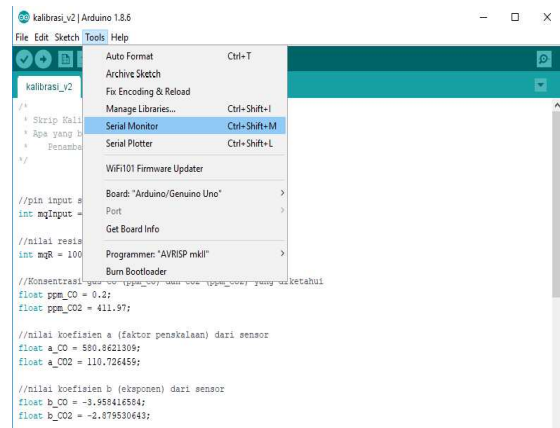 kalibrasi_v2 | Arduino 1.8.6
File Edit Sketch Tools Help
kalibrasi_v2
Auto Format Ctrl+T
Archive Sketch
Fix Encoding & Reload
Manage Libraries... Ctrl+Shift+I
Serial Monitor Ctrl+Shift+M
Serial Plotter Ctrl+Shift+L
WiFi101 Firmware Updater
Board: "Arduino/Genuino Uno"
Port
Get Board Info
Programmer: "AVRISP mkII"
Burn Bootloader
/*
* Skrip Kali
* Apa yang b
* Penamba
*/
//pin input s
int mqInput =
//nilai resis
int mqR = 100
//Konsentrasi gas CO (ppm_CO) dan CO2 (ppm_CO2) yang diketahui
float ppm_CO = 0.2;
float ppm_CO2 = 411.97;
//nilai koefisien a (faktor penskalaan) dari sensor
float a_CO = 580.8621309;
float a_CO2 = 110.726459;
//nilai koefisien b (eksponen) dari sensor
float b_CO = -3.958416584;
float b_CO2 = -2.879530643;